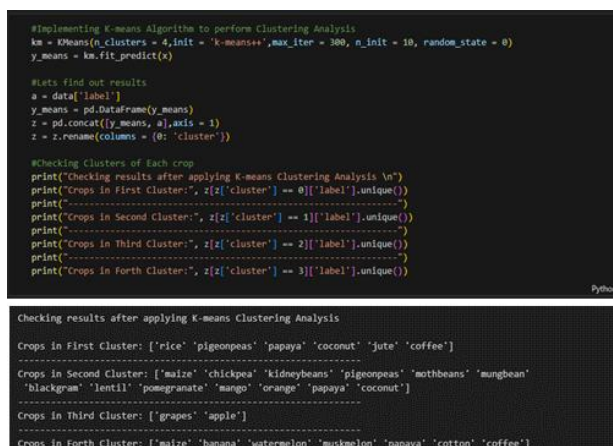 #Implementing K-means Algorithm to perform Clustering Analysis
km = KMeans(n_clusters = 4,init = 'k-means++',max_iter = 300, n_init = 10, random_state = 0)
y_means = km.fit_predict(x)
#Lets find out results
a = data['label']
y_means = pd.DataFrame(y_means)
z = pd.concat([y_means, a],axis = 1)
z = z.rename(columns = {0: 'cluster'})
#Checking Clusters of Each crop
print("Checking results after applying K-means Clustering Analysis \n")
print("Crops in First Cluster:", z[z['cluster'] == 0]['label'].unique())
print("---------------------------------------------------------------")
print("Crops in Second Cluster:", z[z['cluster'] == 1]['label'].unique())
print("---------------------------------------------------------------")
print("Crops in Third Cluster:", z[z['cluster'] == 2]['label'].unique())
print("---------------------------------------------------------------")
print("Crops in Forth Cluster:", z[z['cluster'] == 3]['label'].unique())
Python
Checking results after applying K-means Clustering Analysis
Crops in First Cluster: ['rice' 'pigeonpeas' 'papaya' 'coconut' 'jute' 'coffee']
---------------------------------------------------------------
Crops in Second Cluster: ['maize' 'chickpea' 'kidneybeans' 'pigeonpeas' 'mothbeans' 'mungbean'
'blackgram' 'lentil' 'pomegranate' 'mango' 'orange' 'papaya' 'coconut']
---------------------------------------------------------------
Crops in Third Cluster: ['grapes' 'apple']
---------------------------------------------------------------
Crops in Forth Cluster: ['maize' 'banana' 'watermelon' 'muskmelon' 'papaya' 'cotton' 'coffee']